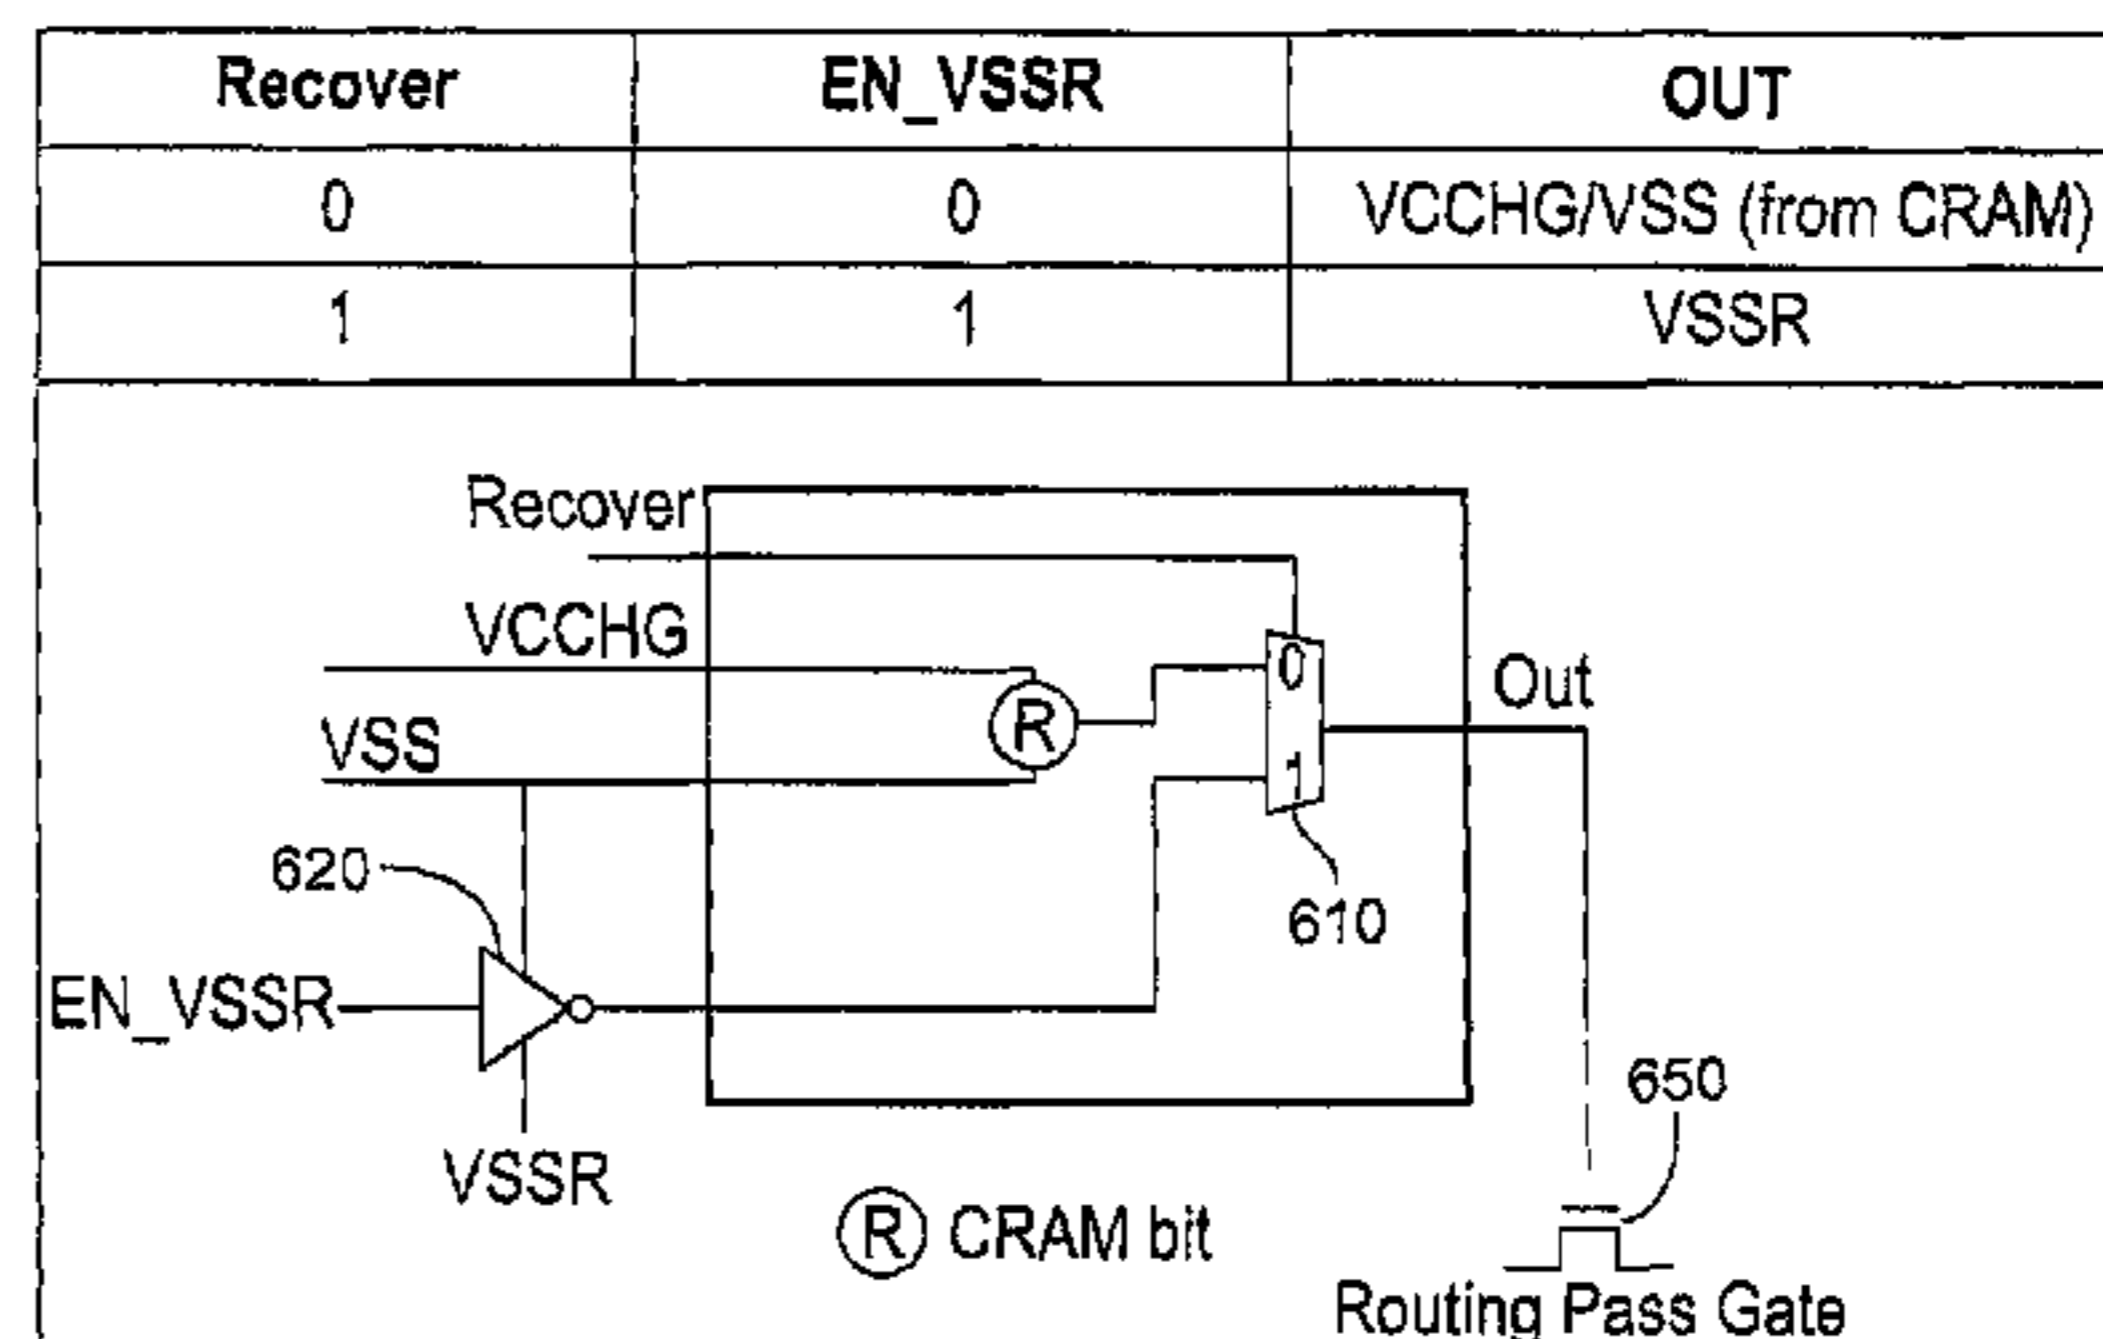 Recover EN_VSSR OUT
0 0 VCCHG/VSS (from CRAM)
1 1 VSSR
Recover
VCCHG
0
Out
R
VSS
1
620
610
EN_VSSR
650
VSSR
R CRAM bit
Routing Pass Gate